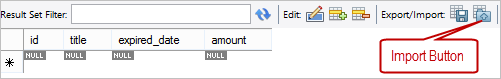 Result Set Filter: Edit: Export/Import:
id title expired_date amount
NULL NULL NULL NULL
Import Button